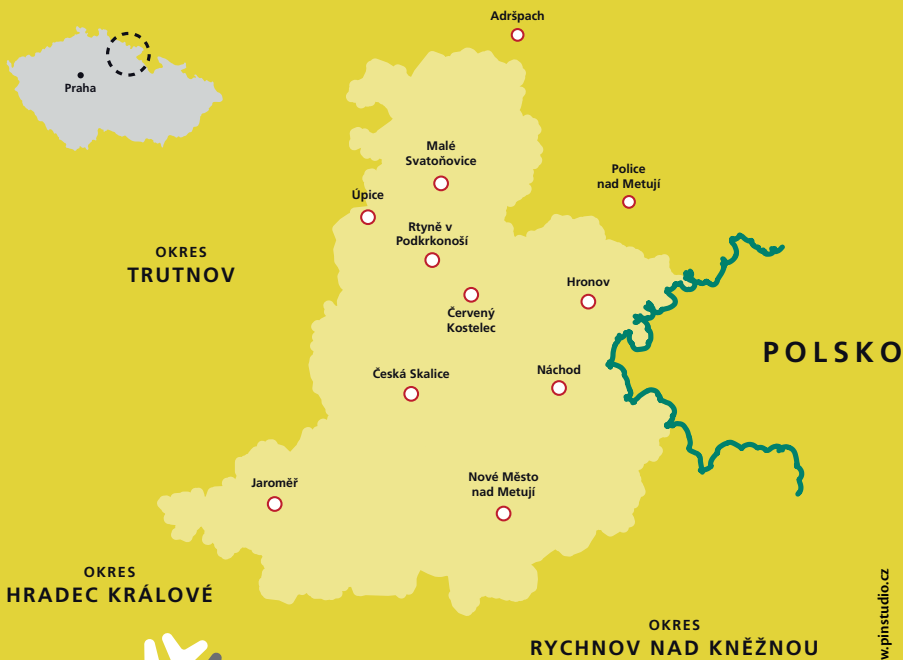 Adršpach
Praha
Malé
Svatoňovice
Police
nad Metují
Úpice
Rtyně v
Podkrkonoší
OKRES
TRUTNOV
Hronov
Červený
Kostelec
POLSKO
Česká Skalice
Náchod
Jaroměř
Nové Město
nad Metují
OKRES
HRADEC KRÁLOVÉ
OKRES
RYCHNOV NAD KNĚŽNOU
w.pinstudio.cz